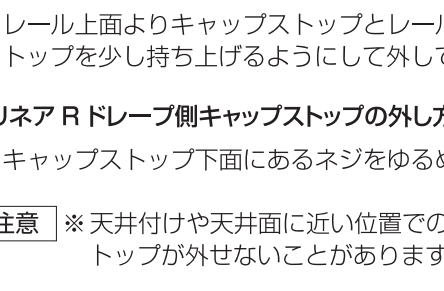 レール上面よりキャップストップとレール
トップを少し持ち上げるようにして外して
リネア R ドレープ側キャップストップの外し方
キャップストップ下面にあるネジをゆるめ
注意 ※ 天井付けや天井面に近い位置での
トップが外せないことがあります